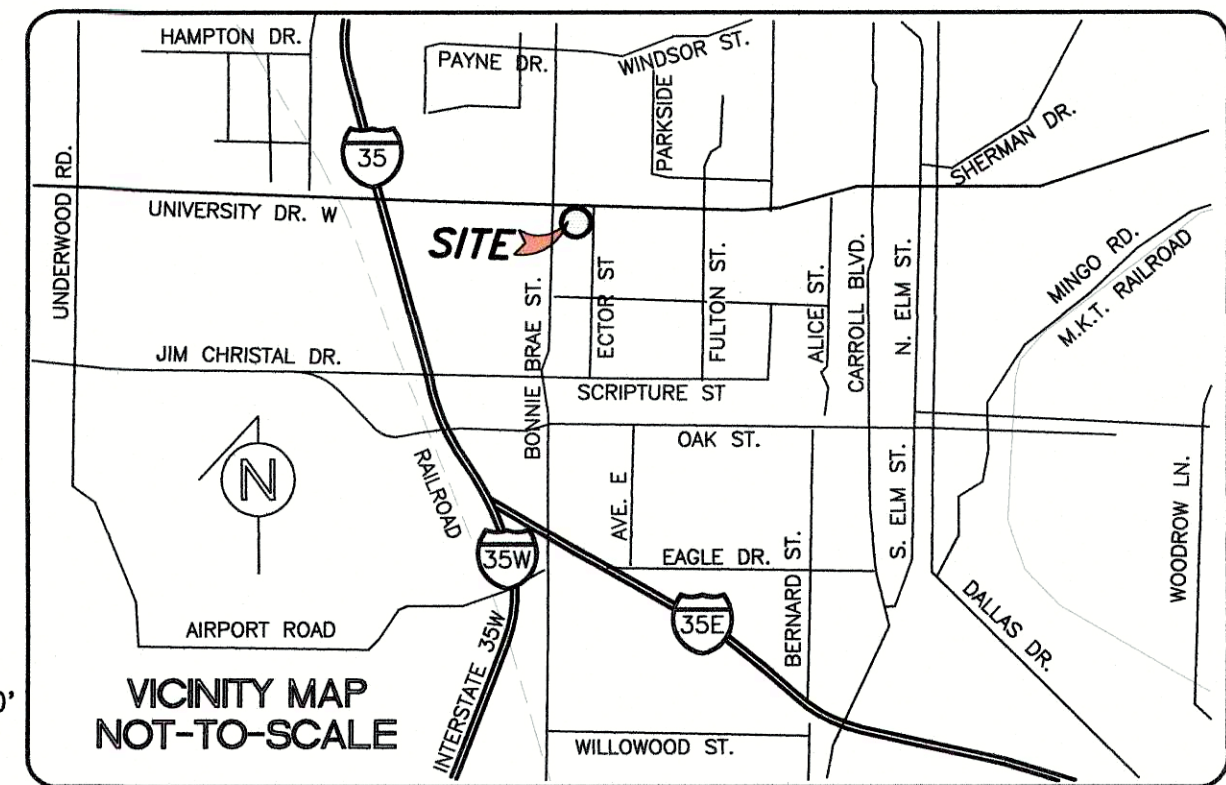 HAMPTON DR.
PAYNE DR.
WINDSOR ST.
PARKSIDE
SHERMAN DR.
35
UNDERWOOD RD.
UNIVERSITY DR. W
SITE
BONNIE BRAE ST.
ECTOR ST
FULTON ST.
ALICE ST.
CARROLL BLVD.
N. ELM ST.
MINGO RD.
M.K.T. RAILROAD
JIM CHRISTAL DR.
SCRIPTURE ST
OAK ST.
N
RAILROAD
AVE. E
S. ELM ST.
WOODROW LN.
35W
EAGLE DR.
BERNARD ST.
35E
DALLAS DR.
AIRPORT ROAD
INTERSTATE 35W
VICINITY MAP
NOT-TO-SCALE
WILLOWOOD ST.